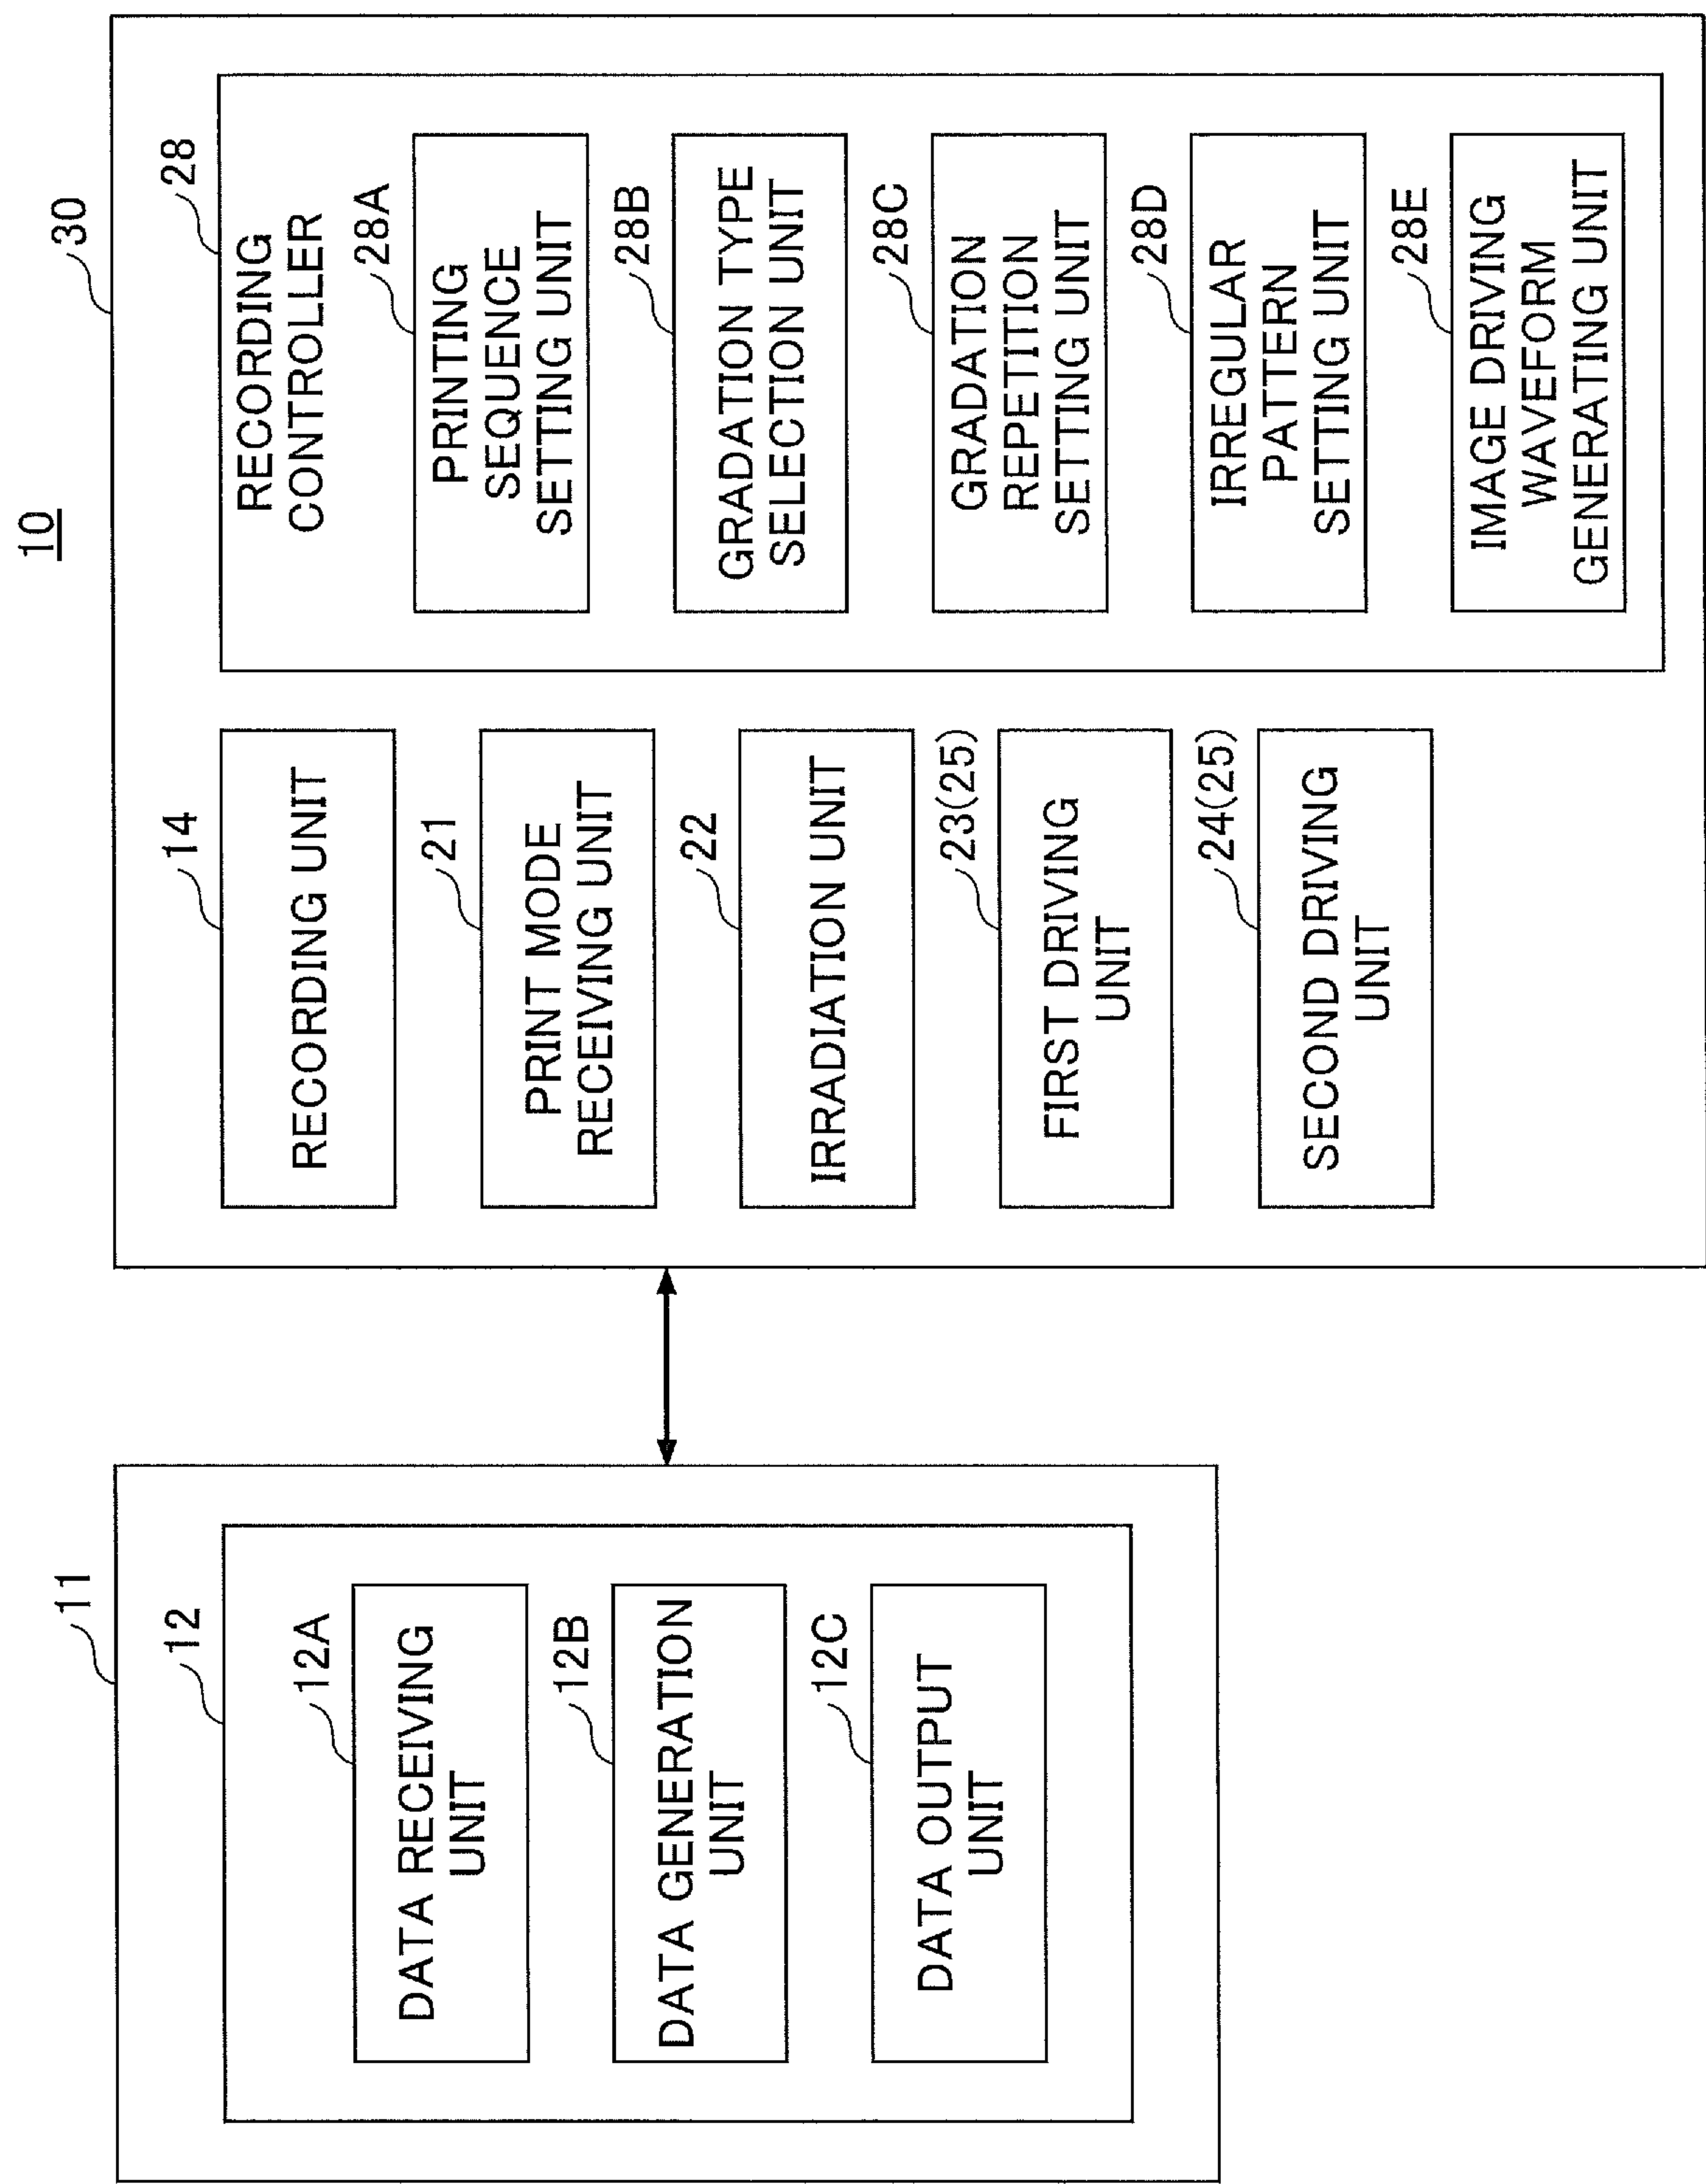 10
11
12
12A
DATA RECEIVING
UNIT
12B
DATA GENERATION
UNIT
12C
DATA OUTPUT
UNIT
30
14
RECORDING UNIT
21
PRINT MODE
RECEIVING UNIT
22
IRRADIATION UNIT
23(25)
FIRST DRIVING
UNIT
24(25)
SECOND DRIVING
UNIT
28
RECORDING
CONTROLLER
28A
PRINTING
SEQUENCE
SETTING UNIT
28B
GRADATION TYPE
SELECTION UNIT
28C
GRADATION
REPETITION
SETTING UNIT
28D
IRREGULAR
PATTERN
SETTING UNIT
28E
IMAGE DRIVING
WAVEFORM
GENERATING UNIT